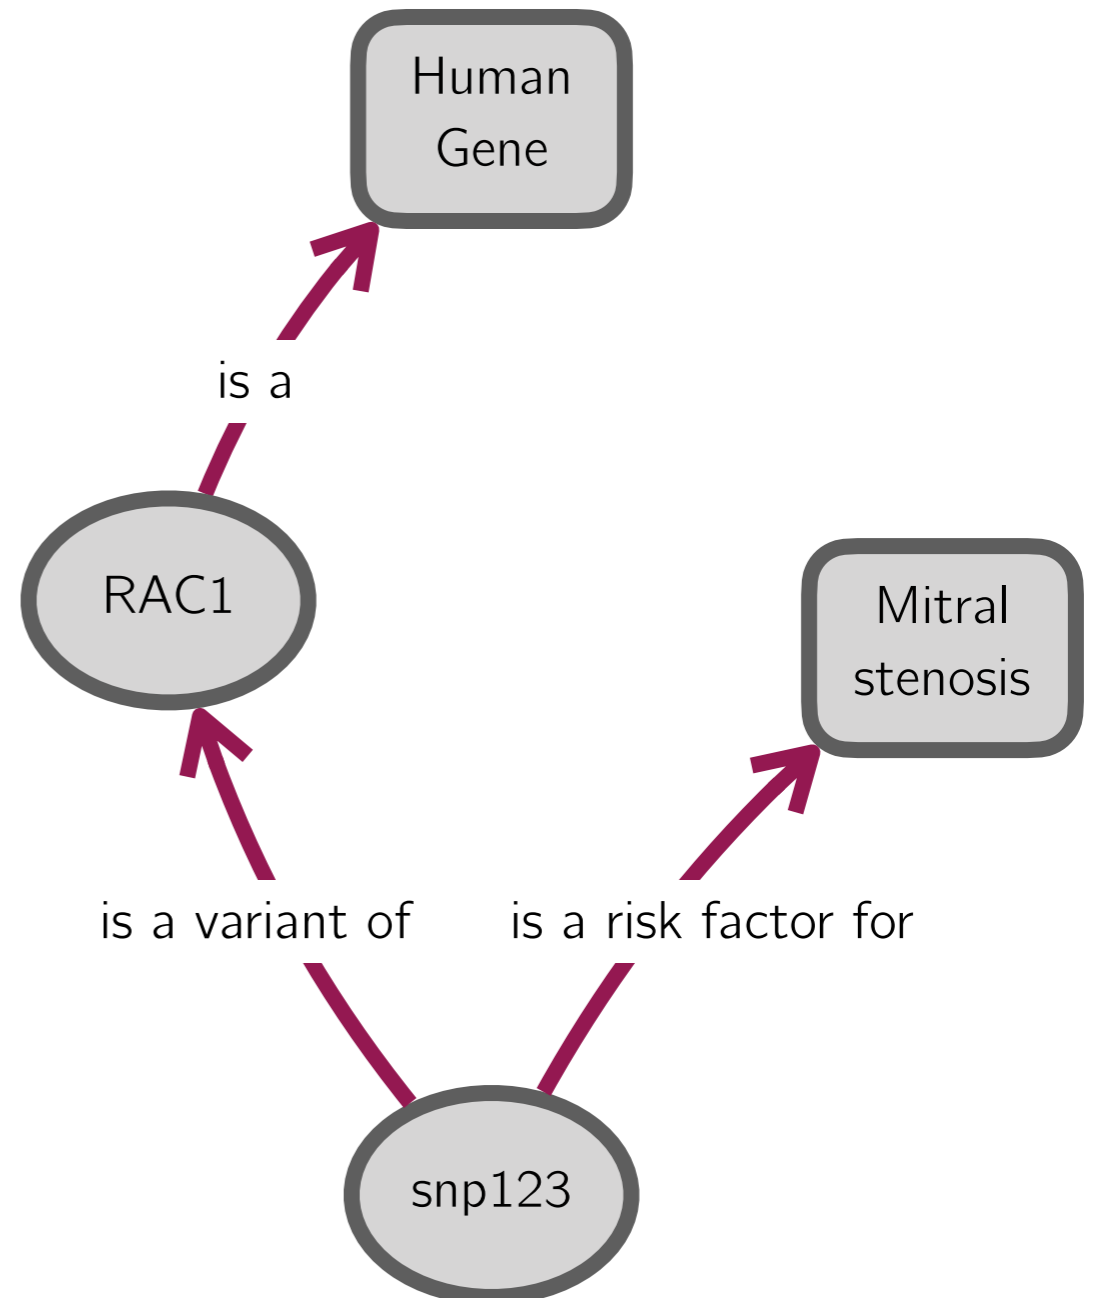 Human
Gene
is a
RAC1
Mitral
stenosis
is a variant of
is a risk factor for
snp123